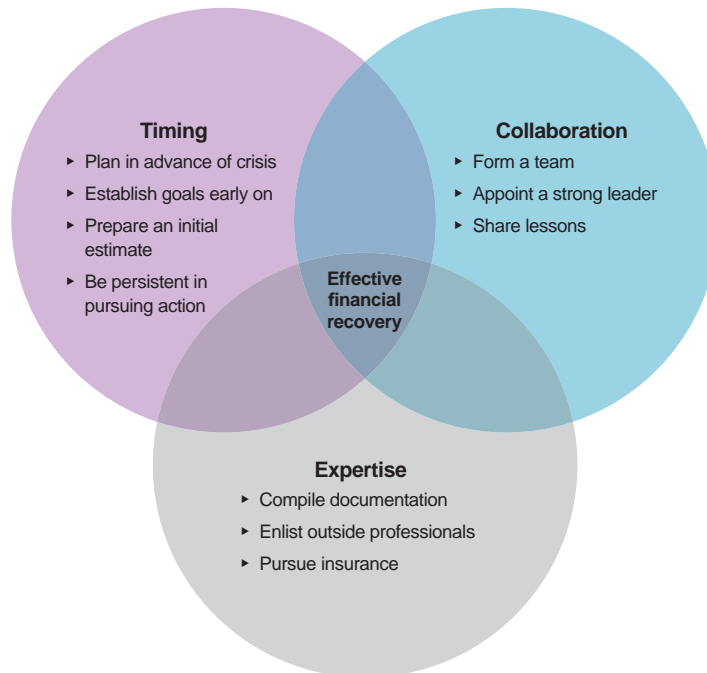 Timing
▸ Plan in advance of crisis
▸ Establish goals early on
▸ Prepare an initial
estimate
▸ Be persistent in
pursuing action
Collaboration
▸ Form a team
▸ Appoint a strong leader
▸ Share lessons
Effective
financial
recovery
Expertise
▸ Compile documentation
▸ Enlist outside professionals
▸ Pursue insurance